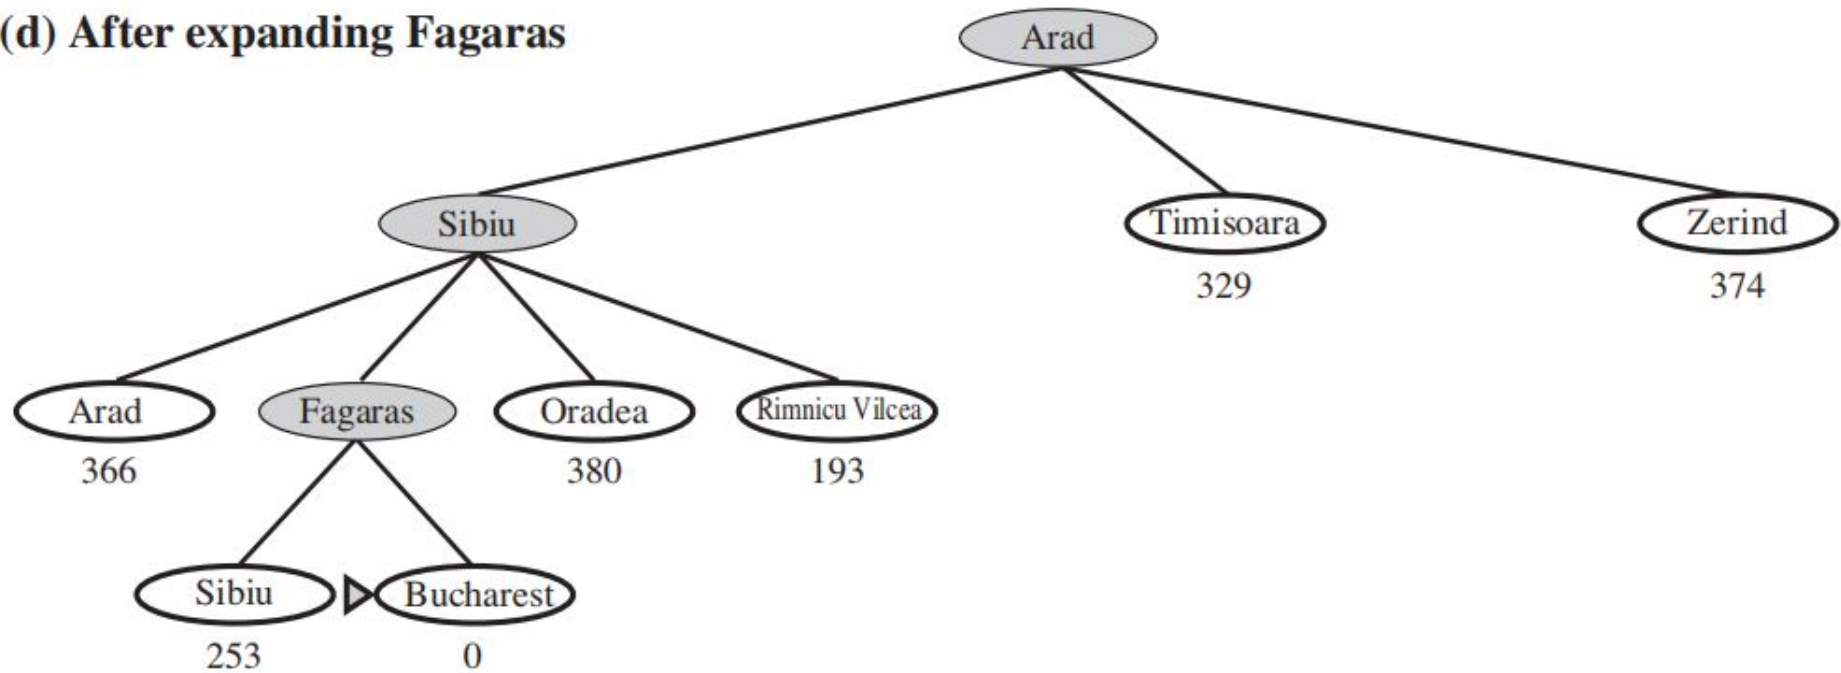 (d) After expanding Fagaras
Arad
Sibiu
Timisoara
Zerind
329
374
Arad
Fagaras
Oradea
Rimnicu Vilcea
366
380
193
Sibiu
Bucharest
253
0